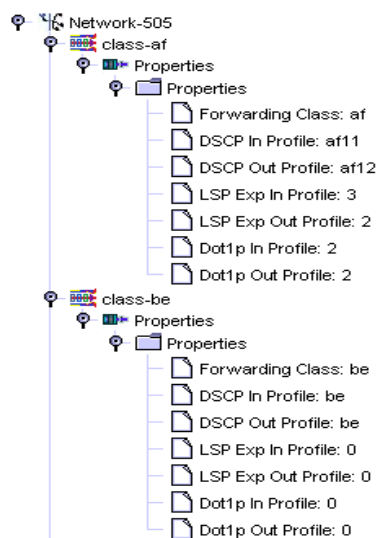 Network-505
class-af
Properties
Properties
Forwarding Class: af
DSCP In Profile: af11
DSCP Out Profile: af12
LSP Exp In Profile: 3
LSP Exp Out Profile: 2
Dot1p In Profile: 2
Dot1p Out Profile: 2
class-be
Properties
Properties
Forwarding Class: be
DSCP In Profile: be
DSCP Out Profile: be
LSP Exp In Profile: 0
LSP Exp Out Profile: 0
Dot1p In Profile: 0
Dot1p Out Profile: 0